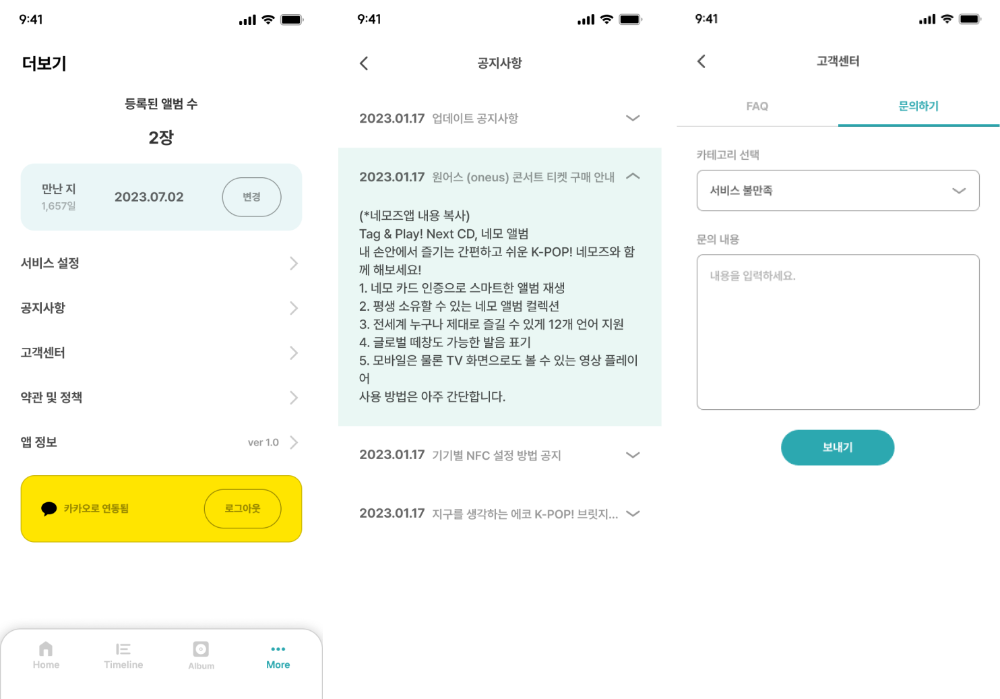 9:41
더보기
등록된 앨범 수
2장
만난 지
1,657일
2023.07.02
변경
서비스 설정
공지사항
고객센터
약관 및 정책
앱 정보
ver 1.0
카카오로 연동됨
로그아웃
Home
Timeline
Album
More
9:41
공지사항
2023.01.17 업데이트 공지사항
2023.01.17 원어스 (oneus) 콘서트 티켓 구매 안내
(*네모즈앱 내용 복사)
Tag & Play! Next CD, 네모 앨범
내 손안에서 즐기는 간편하고 쉬운 K-POP! 네모즈와 함
께 해보세요!
1. 네모 카드 인증으로 스마트한 앨범 재생
2. 평생 소유할 수 있는 네모 앨범 컬렉션
3. 전세계 누구나 제대로 즐길 수 있게 12개 언어 지원
4. 글로벌 떼창도 가능한 발음 표기
5. 모바일은 물론 TV 화면으로도 볼 수 있는 영상 플레이
어
사용 방법은 아주 간단합니다.
2023.01.17 기기별 NFC 설정 방법 공지
2023.01.17 지구를 생각하는 에코 K-POP! 브릿지...
9:41
고객센터
FAQ
문의하기
카테고리 선택
서비스 불만족
문의 내용
내용을 입력하세요.
보내기